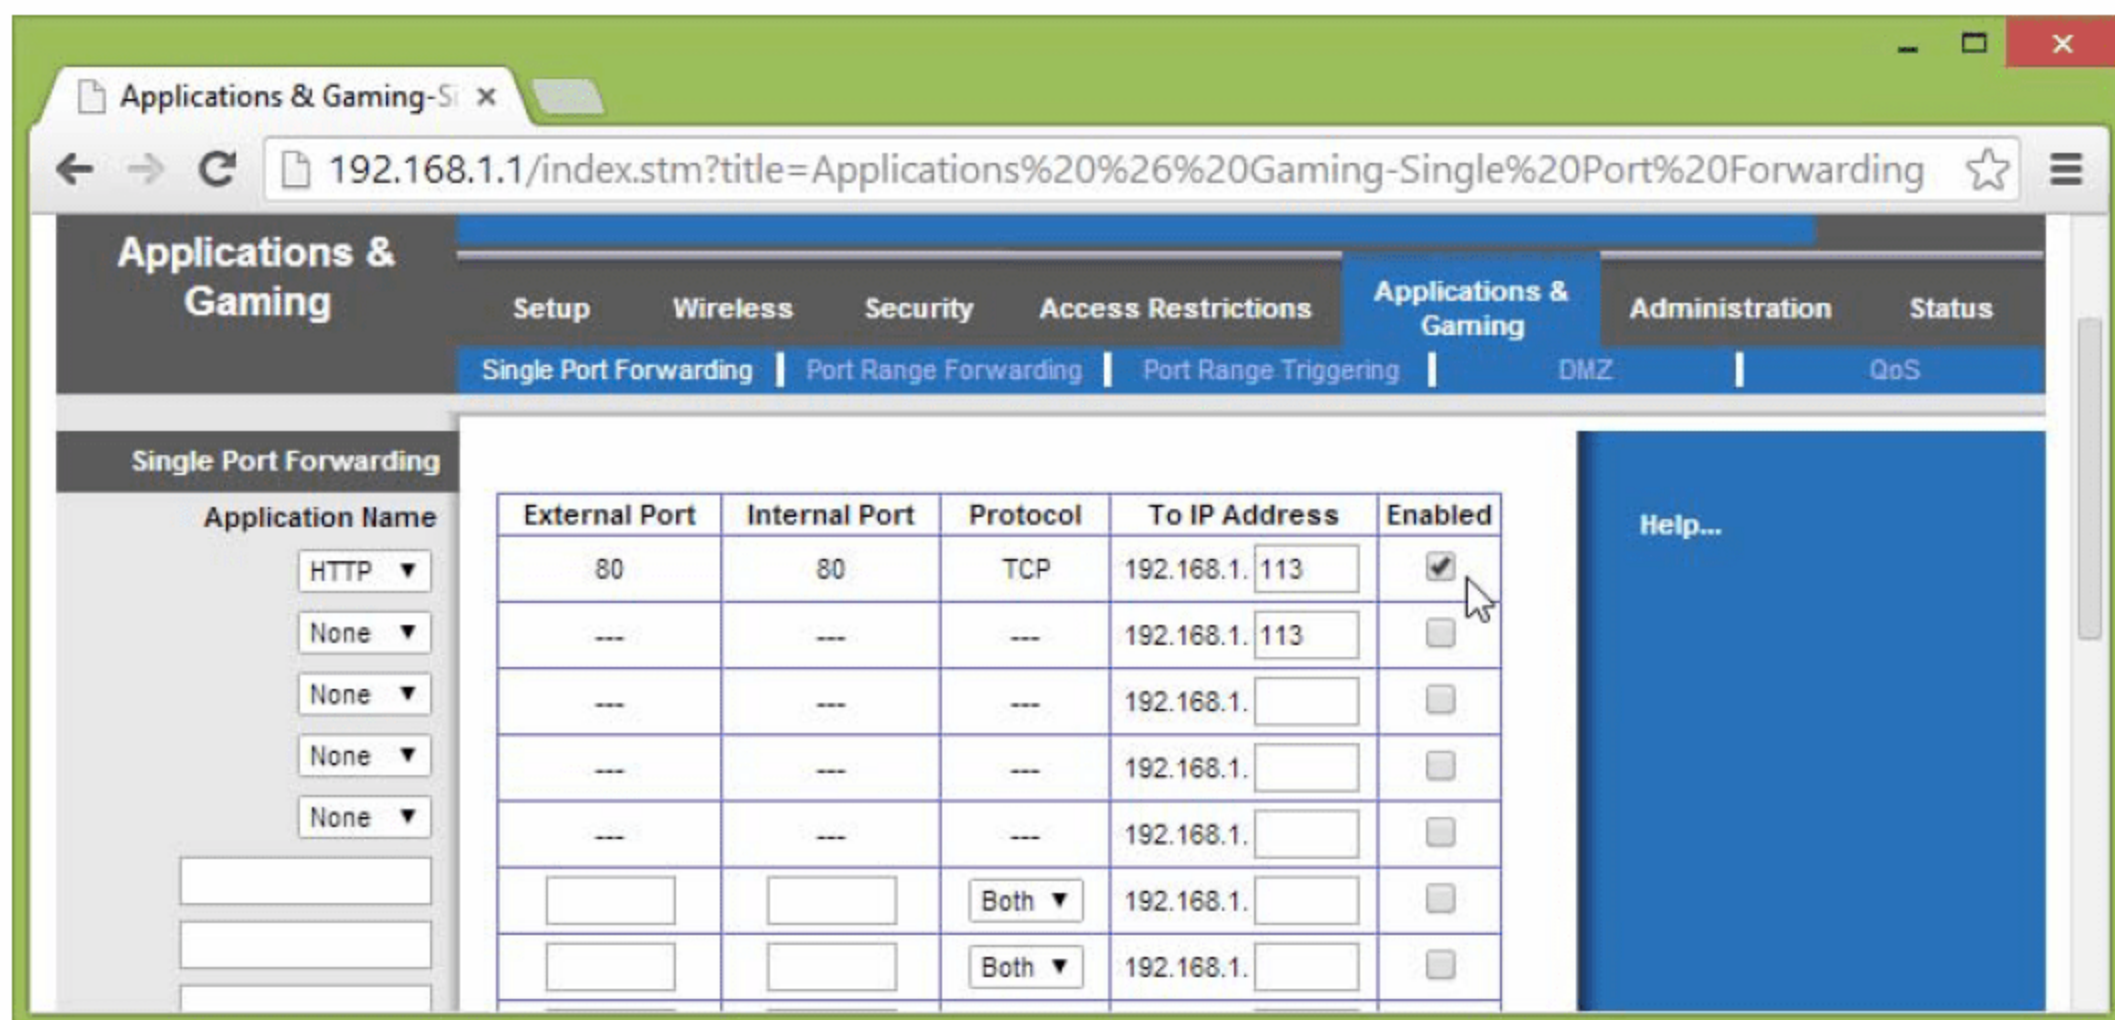 Applications & Gaming-Si
192.168.1.1/index.stm?title=Applications%20%26%20Gaming-Single%20Port%20Forwarding
Applications &
Gaming
Setup Wireless Security Access Restrictions Applications & Gaming Administration Status
Single Port Forwarding Port Range Forwarding Port Range Triggering DMZ QoS
Single Port Forwarding
Application Name External Port Internal Port Protocol To IP Address Enabled Help...
HTTP 80 80 TCP 192.168.1. 113
None --- --- --- 192.168.1. 113
None --- --- --- 192.168.1.
None --- --- --- 192.168.1.
None --- --- --- 192.168.1.
Both 192.168.1.
Both 192.168.1.